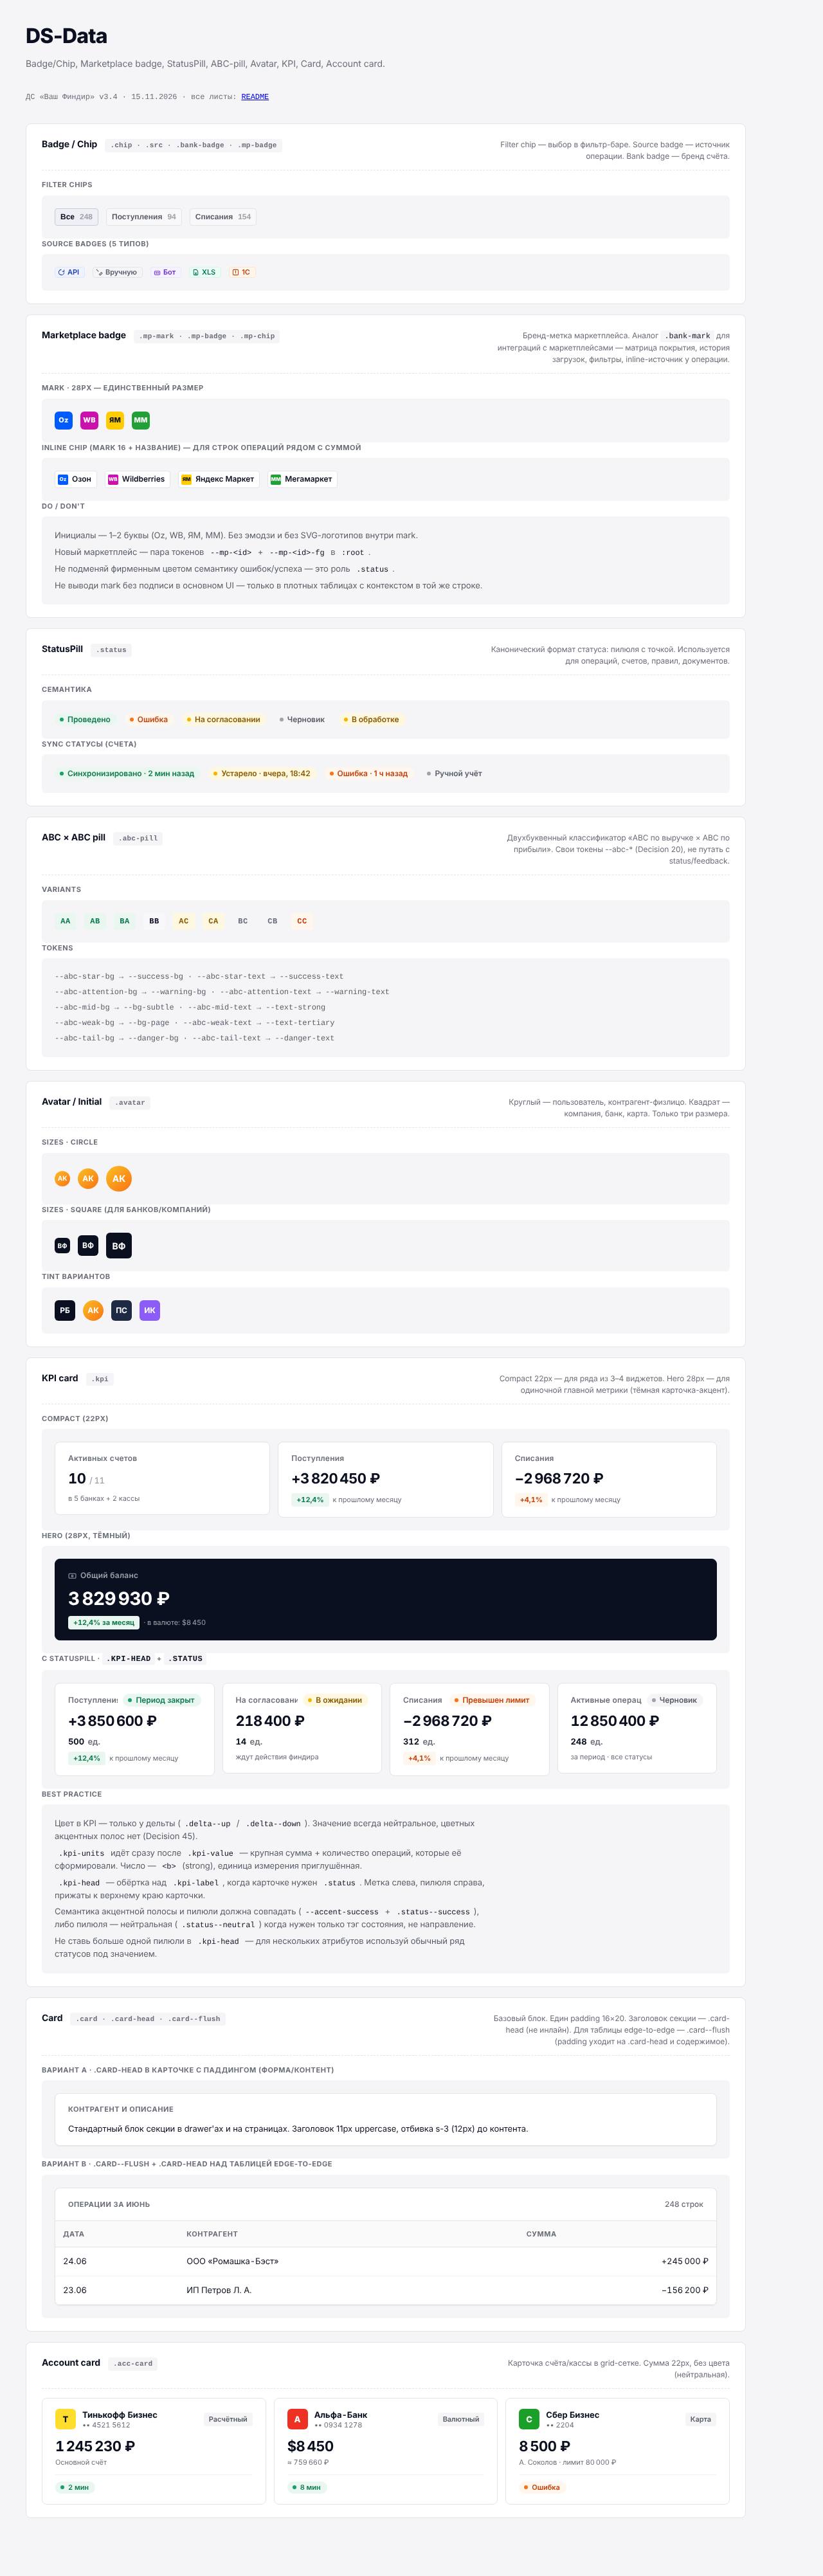 DS-Data
Badge/Chip, Marketplace badge, StatusPill, ABC-pill, Avatar, KPI, Card, Account card.
ДС «Ваш Финдир» v3.4 · 15.11.2026 · все листы: README
Badge / Chip .chip · .src · .bank-badge · .mp-badge
Filter chip — выбор в фильтр-баре. Source badge — источник
операции. Bank badge — бренд счёта.
FILTER CHIPS
Все 248 Поступления 94 Списания 154
SOURCE BADGES (5 ТИПОВ)
API Вручную Бот XLS 1С
Marketplace badge .mp-mark · .mp-badge · .mp-chip
Бренд-метка маркетплейса. Аналог .bank-mark для
интеграций с маркетплейсами — матрица покрытия, история
загрузок, фильтры, inline-источник у операции.
MARK · 28PX — ЕДИНСТВЕННЫЙ РАЗМЕР
Oz WB ЯМ ММ
INLINE CHIP (MARK 16 + НАЗВАНИЕ) — ДЛЯ СТРОК ОПЕРАЦИЙ РЯДОМ С СУММОЙ
Oz Озон WB Wildberries ЯМ Яндекс Маркет ММ Мегамаркет
DO / DON'T
Инициалы — 1–2 буквы (Oz, WB, ЯМ, ММ). Без эмодзи и без SVG-логотипов внутри mark.
Новый маркетплейс — пара токенов --mp-<id> + --mp-<id>-fg в :root .
Не подменяй фирменным цветом семантику ошибок/успеха — это роль .status .
Не выводи mark без подписи в основном UI — только в плотных таблицах с контекстом в той же строке.
StatusPill .status
Канонический формат статуса: пилюля с точкой. Используется
для операций, счетов, правил, документов.
СЕМАНТИКА
Проведено Ошибка На согласовании Черновик В обработке
SYNC СТАТУСЫ (СЧЕТА)
Синхронизировано · 2 мин назад Устарело · вчера, 18:42 Ошибка · 1 ч назад Ручной учёт
ABC × ABC pill .abc-pill
Двухбуквенный классификатор «ABC по выручке × ABC по
прибыли». Свои токены --abc-* (Decision 20), не путать с
status/feedback.
VARIANTS
AA AB BA BB AC CA BC CB CC
TOKENS
--abc-star-bg → --success-bg · --abc-star-text → --success-text
--abc-attention-bg → --warning-bg · --abc-attention-text → --warning-text
--abc-mid-bg → --bg-subtle · --abc-mid-text → --text-strong
--abc-weak-bg → --bg-page · --abc-weak-text → --text-tertiary
--abc-tail-bg → --danger-bg · --abc-tail-text → --danger-text
Avatar / Initial .avatar
Круглый — пользователь, контрагент-физлицо. Квадрат —
компания, банк, карта. Только три размера.
SIZES · CIRCLE
АК АК АК
SIZES · SQUARE (ДЛЯ БАНКОВ/КОМПАНИЙ)
ВФ ВФ ВФ
TINT ВАРИАНТОВ
РБ АК ПС ИК
KPI card .kpi
Compact 22px — для ряда из 3–4 виджетов. Hero 28px — для
одиночной главной метрики (тёмная карточка-акцент).
COMPACT (22PX)
Активных счетов Поступления Списания
10 / 11 +3 820 450 ₽ −2 968 720 ₽
в 5 банках + 2 кассы +12,4% к прошлому месяцу +4,1% к прошлому месяцу
HERO (28PX, ТЁМНЫЙ)
Общий баланс
3 829 930 ₽
+12,4% за месяц · в валюте: $8 450
С STATUSPILL · .KPI-HEAD + .STATUS
Поступлени Период закрыт На согласовани В ожидании Списания Превышен лимит Активные операц Черновик
+3 850 600 ₽ 218 400 ₽ −2 968 720 ₽ 12 850 400 ₽
500 ед. 14 ед. 312 ед. 248 ед.
+12,4% к прошлому месяцу ждут действия финдира +4,1% к прошлому месяцу за период · все статусы
BEST PRACTICE
Цвет в KPI — только у дельты ( .delta--up / .delta--down ). Значение всегда нейтральное, цветных
акцентных полос нет (Decision 45).
.kpi-units идёт сразу после .kpi-value — крупная сумма + количество операций, которые её
сформировали. Число — <b> (strong), единица измерения приглушённая.
.kpi-head — обёртка над .kpi-label , когда карточке нужен .status . Метка слева, пилюля справа,
прижаты к верхнему краю карточки.
Семантика акцентной полосы и пилюли должна совпадать ( --accent-success + .status--success ),
либо пилюля — нейтральная ( .status--neutral ) когда нужен только тэг состояния, не направление.
Не ставь больше одной пилюли в .kpi-head — для нескольких атрибутов используй обычный ряд
статусов под значением.
Card .card · .card-head · .card--flush
Базовый блок. Един padding 16×20. Заголовок секции — .card-
head (не инлайн). Для таблицы edge-to-edge — .card--flush
(padding уходит на .card-head и содержимое).
ВАРИАНТ A · .CARD-HEAD В КАРТОЧКЕ С ПАДДИНГОМ (ФОРМА/КОНТЕНТ)
КОНТРАГЕНТ И ОПИСАНИЕ
Стандартный блок секции в drawer'ах и на страницах. Заголовок 11px uppercase, отбивка s-3 (12px) до контента.
ВАРИАНТ B · .CARD--FLUSH + .CARD-HEAD НАД ТАБЛИЦЕЙ EDGE-TO-EDGE
ОПЕРАЦИИ ЗА ИЮНЬ 248 строк
ДАТА КОНТРАГЕНТ СУММА
24.06 ООО «Ромашка-Бэст» +245 000 ₽
23.06 ИП Петров Л. А. −156 200 ₽
Account card .acc-card
Карточка счёта/кассы в grid-сетке. Сумма 22px, без цвета
(нейтральная).
Т Тинькофф Бизнес Расчётный А Альфа-Банк Валютный С Сбер Бизнес Карта
•• 4521 5612 •• 0934 1278 •• 2204
1 245 230 ₽ $8 450 8 500 ₽
Основной счёт ≈ 759 660 ₽ А. Соколов · лимит 80 000 ₽
2 мин 8 мин Ошибка